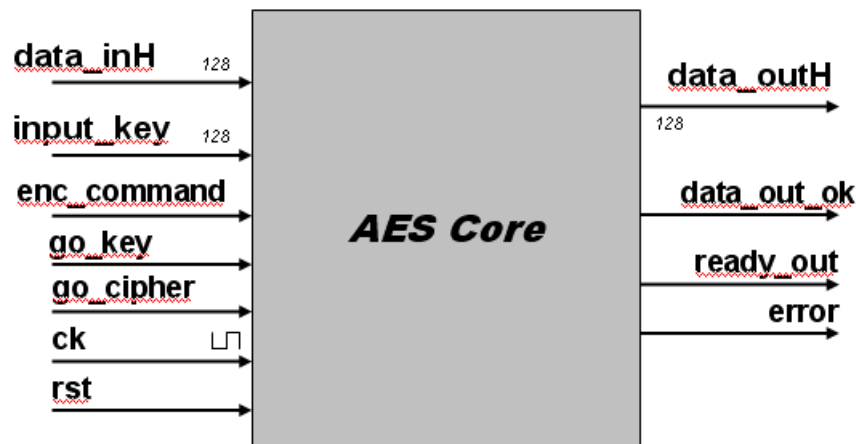 data_inH 128
input_key 128
enc_command
go_key
go_cipher
ck
rst
AES Core
data_outH
128
data_out_ok
ready_out
error